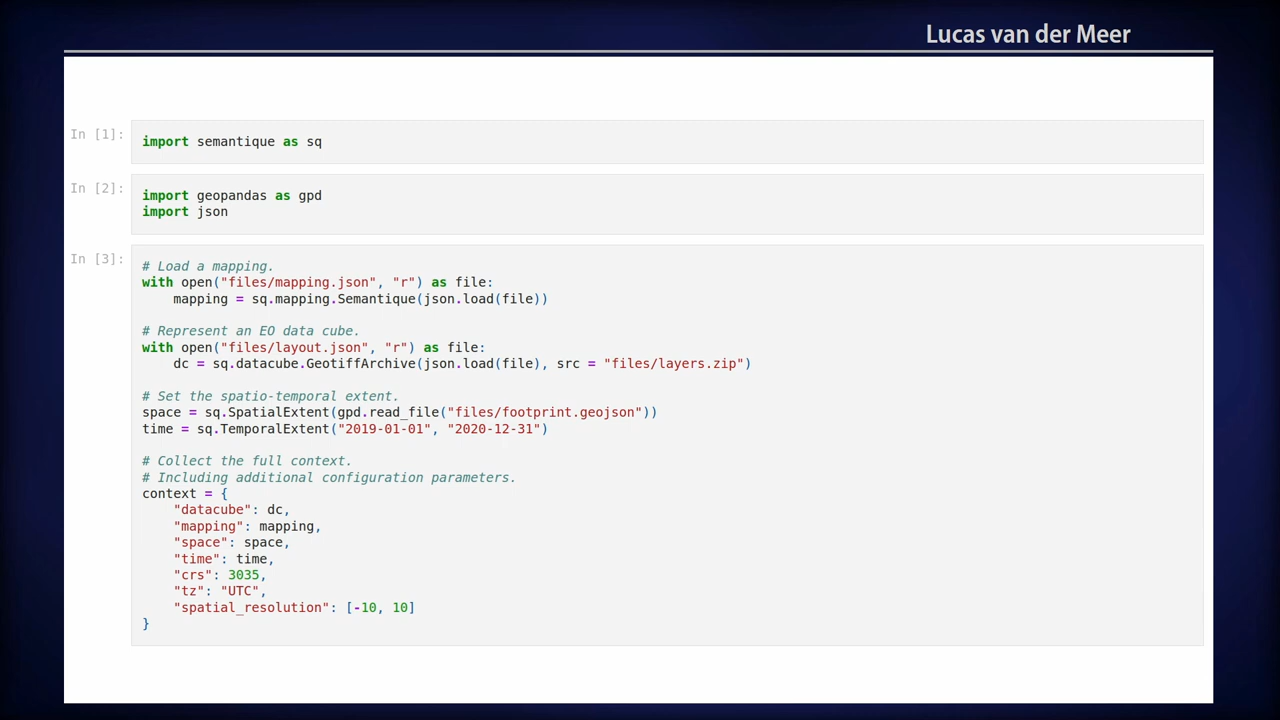 Lucas van der Meer
In [1]:
import semantique as sq
In [2]:
import geopandas as gpd
import json
In [3]:
# Load a mapping.
with open("files/mapping.json", "r") as file:
    mapping = sq.mapping.Semantique(json.load(file))
# Represent an EO data cube.
with open("files/layout.json", "r") as file:
    dc = sq.datacube.GeotiffArchive(json.load(file), src = "files/layers.zip")
# Set the spatio-temporal extent.
space = sq.SpatialExtent(gpd.read_file("files/footprint.geojson"))
time = sq.TemporalExtent("2019-01-01", "2020-12-31")
# Collect the full context.
# Including additional configuration parameters.
context = {
    "datacube": dc,
    "mapping": mapping,
    "space": space,
    "time": time,
    "crs": 3035,
    "tz": "UTC",
    "spatial_resolution": [-10, 10]
}